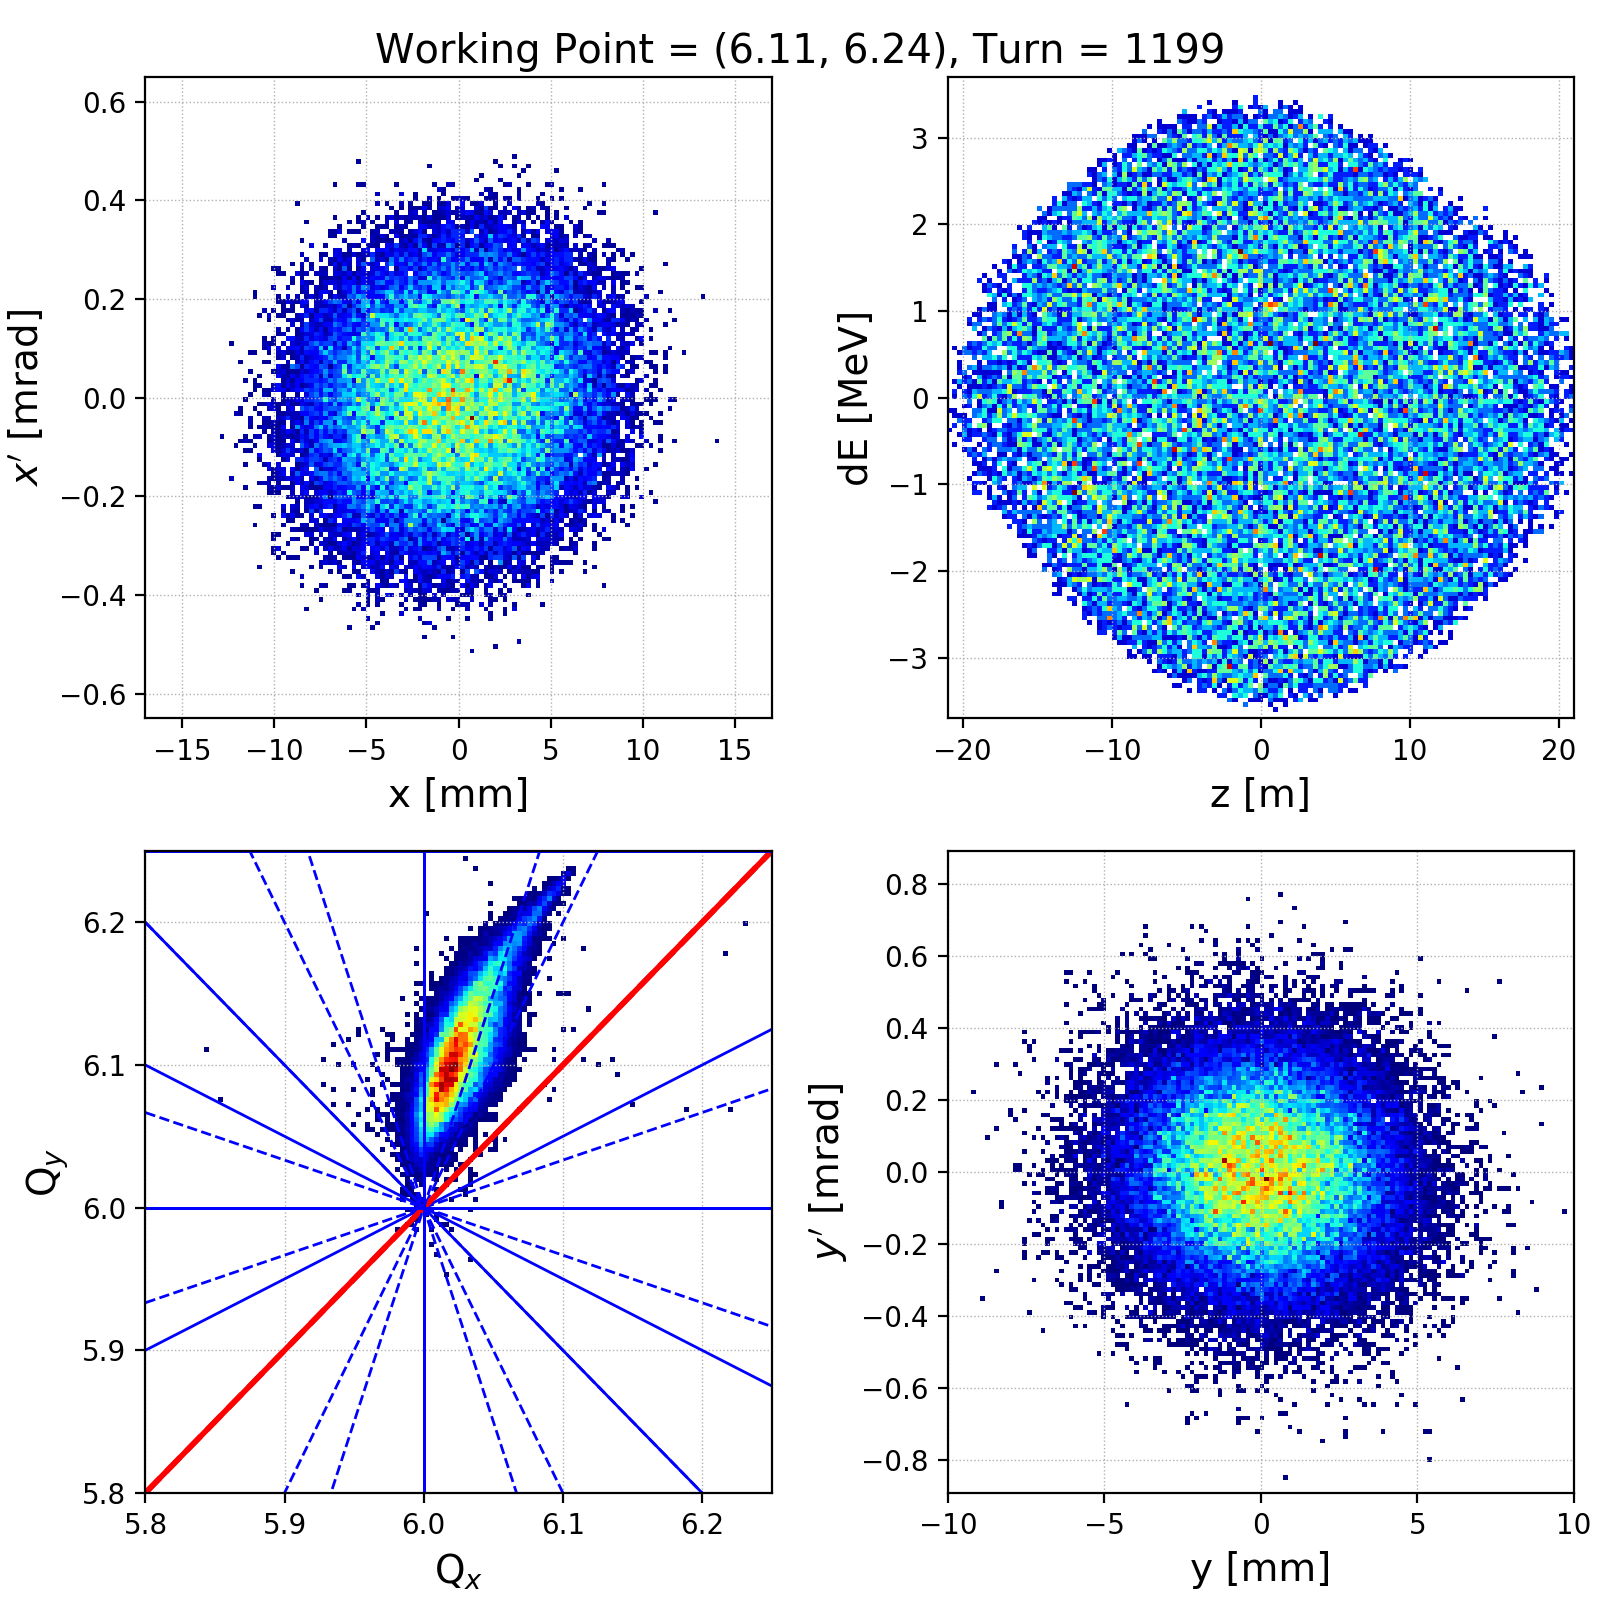 Working Point = (6.11, 6.24), Turn = 1199
0.6
0.4
0.2
0.0
−0.2
−0.4
−0.6
x′ [mrad]
−15 −10 −5 0 5 10 15
x [mm]
3
2
1
0
−1
−2
−3
dE [MeV]
−20 −10 0 10 20
z [m]
6.2
6.1
6.0
5.9
5.8
Qy
5.8 5.9 6.0 6.1 6.2
Qx
0.8
0.6
0.4
0.2
0.0
−0.2
−0.4
−0.6
−0.8
y′ [mrad]
−10 −5 0 5 10
y [mm]